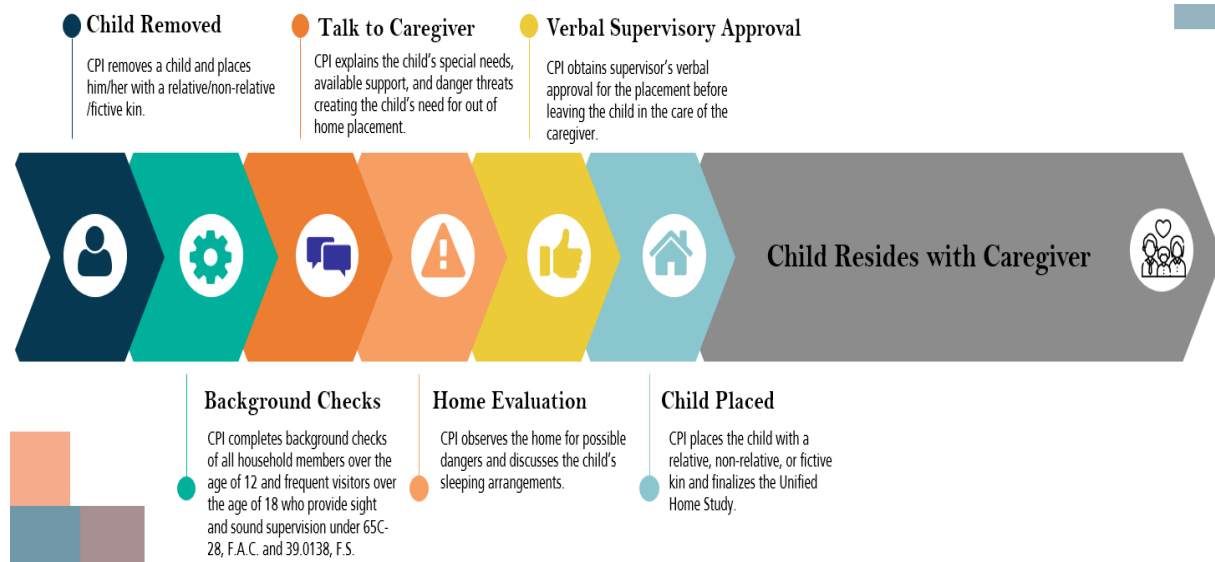 Child Removed
CPI removes a child and places
him/her with a relative/non-relative
/fictive kin.
Talk to Caregiver
CPI explains the child's special needs,
available support, and danger threats
creating the child's need for out of
home placement.
Verbal Supervisory Approval
CPI obtains supervisor's verbal
approval for the placement before
leaving the child in the care of the
caregiver.
Child Resides with Caregiver
Background Checks
CPI completes background checks
of all household members over the
age of 12 and frequent visitors over
the age of 18 who provide sight
and sound supervision under 65C-
28, F.A.C. and 39.0138, F.S.
Home Evaluation
CPI observes the home for possible
dangers and discusses the child's
sleeping arrangements.
Child Placed
CPI places the child with a
relative, non-relative, or fictive
kin and finalizes the Unified
Home Study.